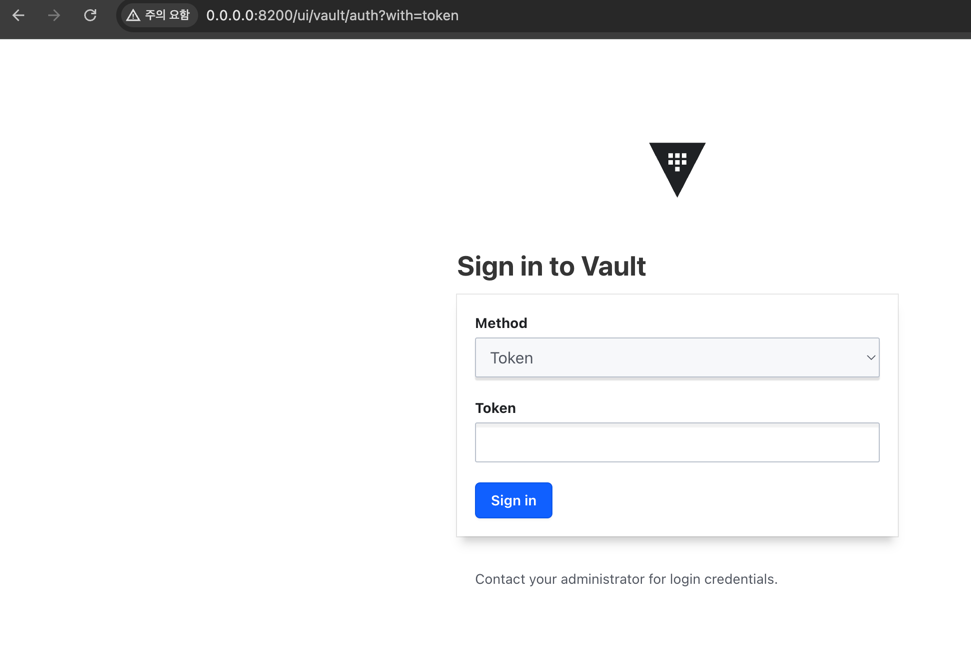 주의 요함 0.0.0.0:8200/ui/vault/auth?with=token
Sign in to Vault
Method
Token
Token
Sign in
Contact your administrator for login credentials.